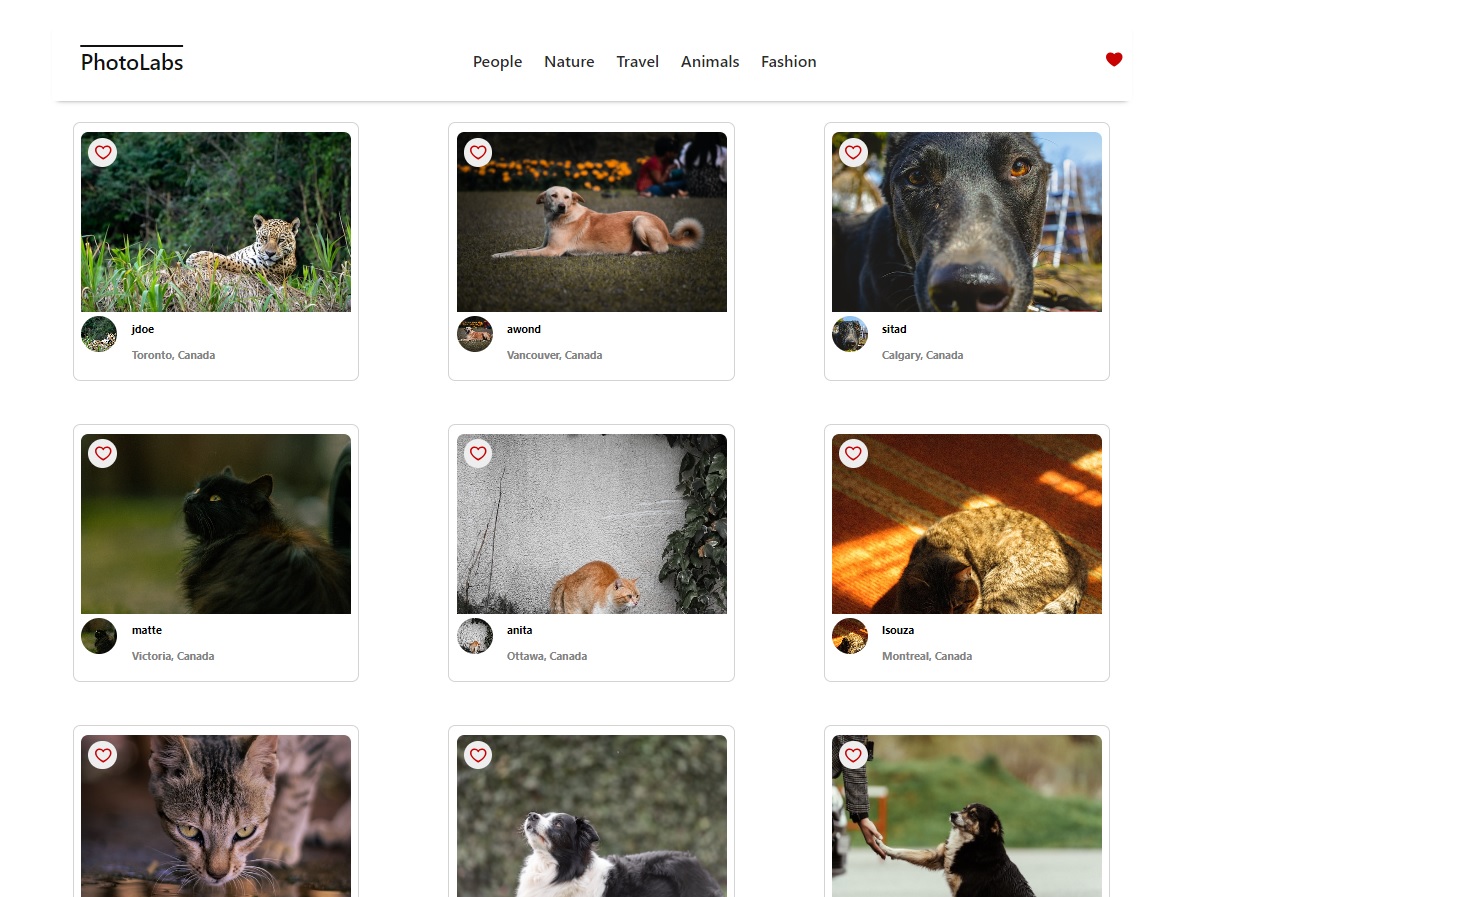 PhotoLabs
People Nature Travel Animals Fashion
jdoe
Toronto, Canada
awond
Vancouver, Canada
sitad
Calgary, Canada
matte
Victoria, Canada
anita
Ottawa, Canada
lsouza
Montreal, Canada